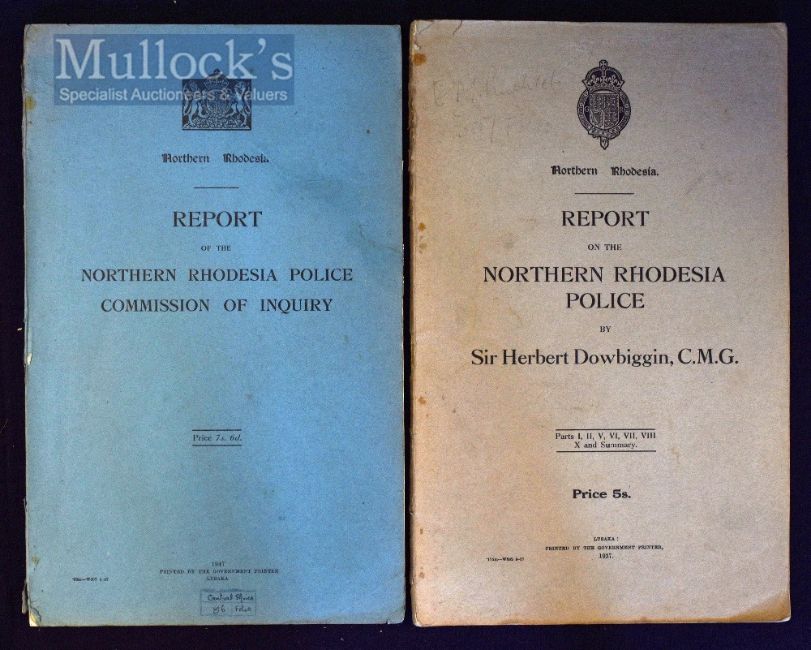 Mullock's
Specialist Auctioneers & Valuers
Northern Rhodesia.
REPORT
OF THE
NORTHERN RHODESIA POLICE
COMMISSION OF INQUIRY
Price 7s. 6d.
1947
PRINTED BY THE GOVERNMENT PRINTER
LUSAKA
Northern Rhodesia.
REPORT
ON THE
NORTHERN RHODESIA
POLICE
BY
Sir Herbert Dowbiggin, C.M.G.
Parts I, II, V, VI, VII, VIII
X and Summary.
Price 5s.
LUSAKA:
PRINTED BY THE GOVERNMENT PRINTER,
1937.